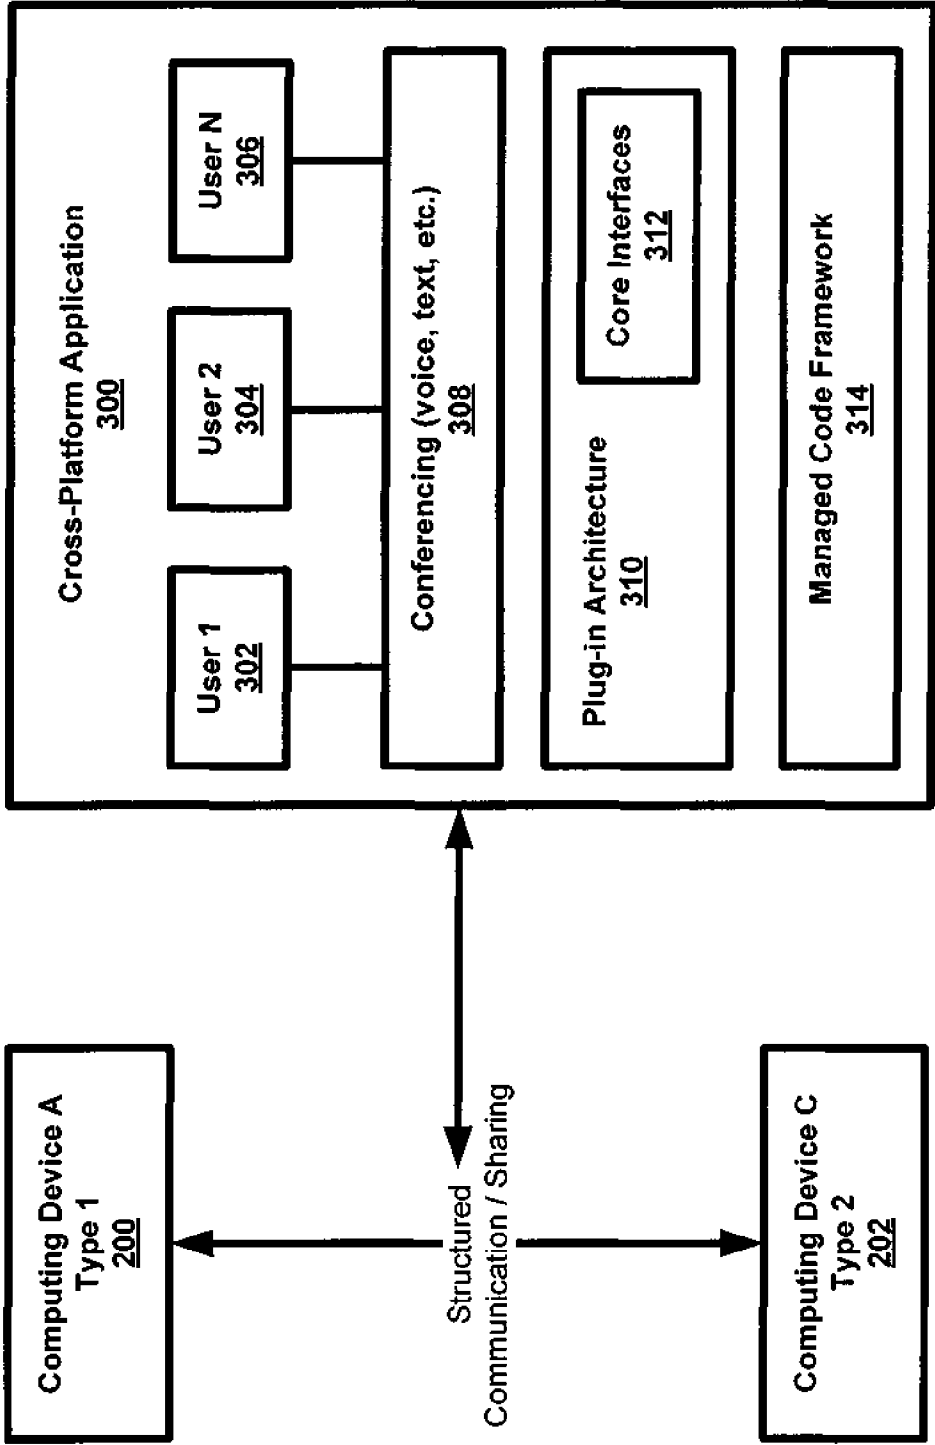 Computing Device A
Type 1
200
Structured
Communication / Sharing
Computing Device C
Type 2
202
Cross-Platform Application
300
User 1
302
User 2
304
User N
306
Conferencing (voice, text, etc.)
308
Plug-in Architecture
310
Core Interfaces
312
Managed Code Framework
314